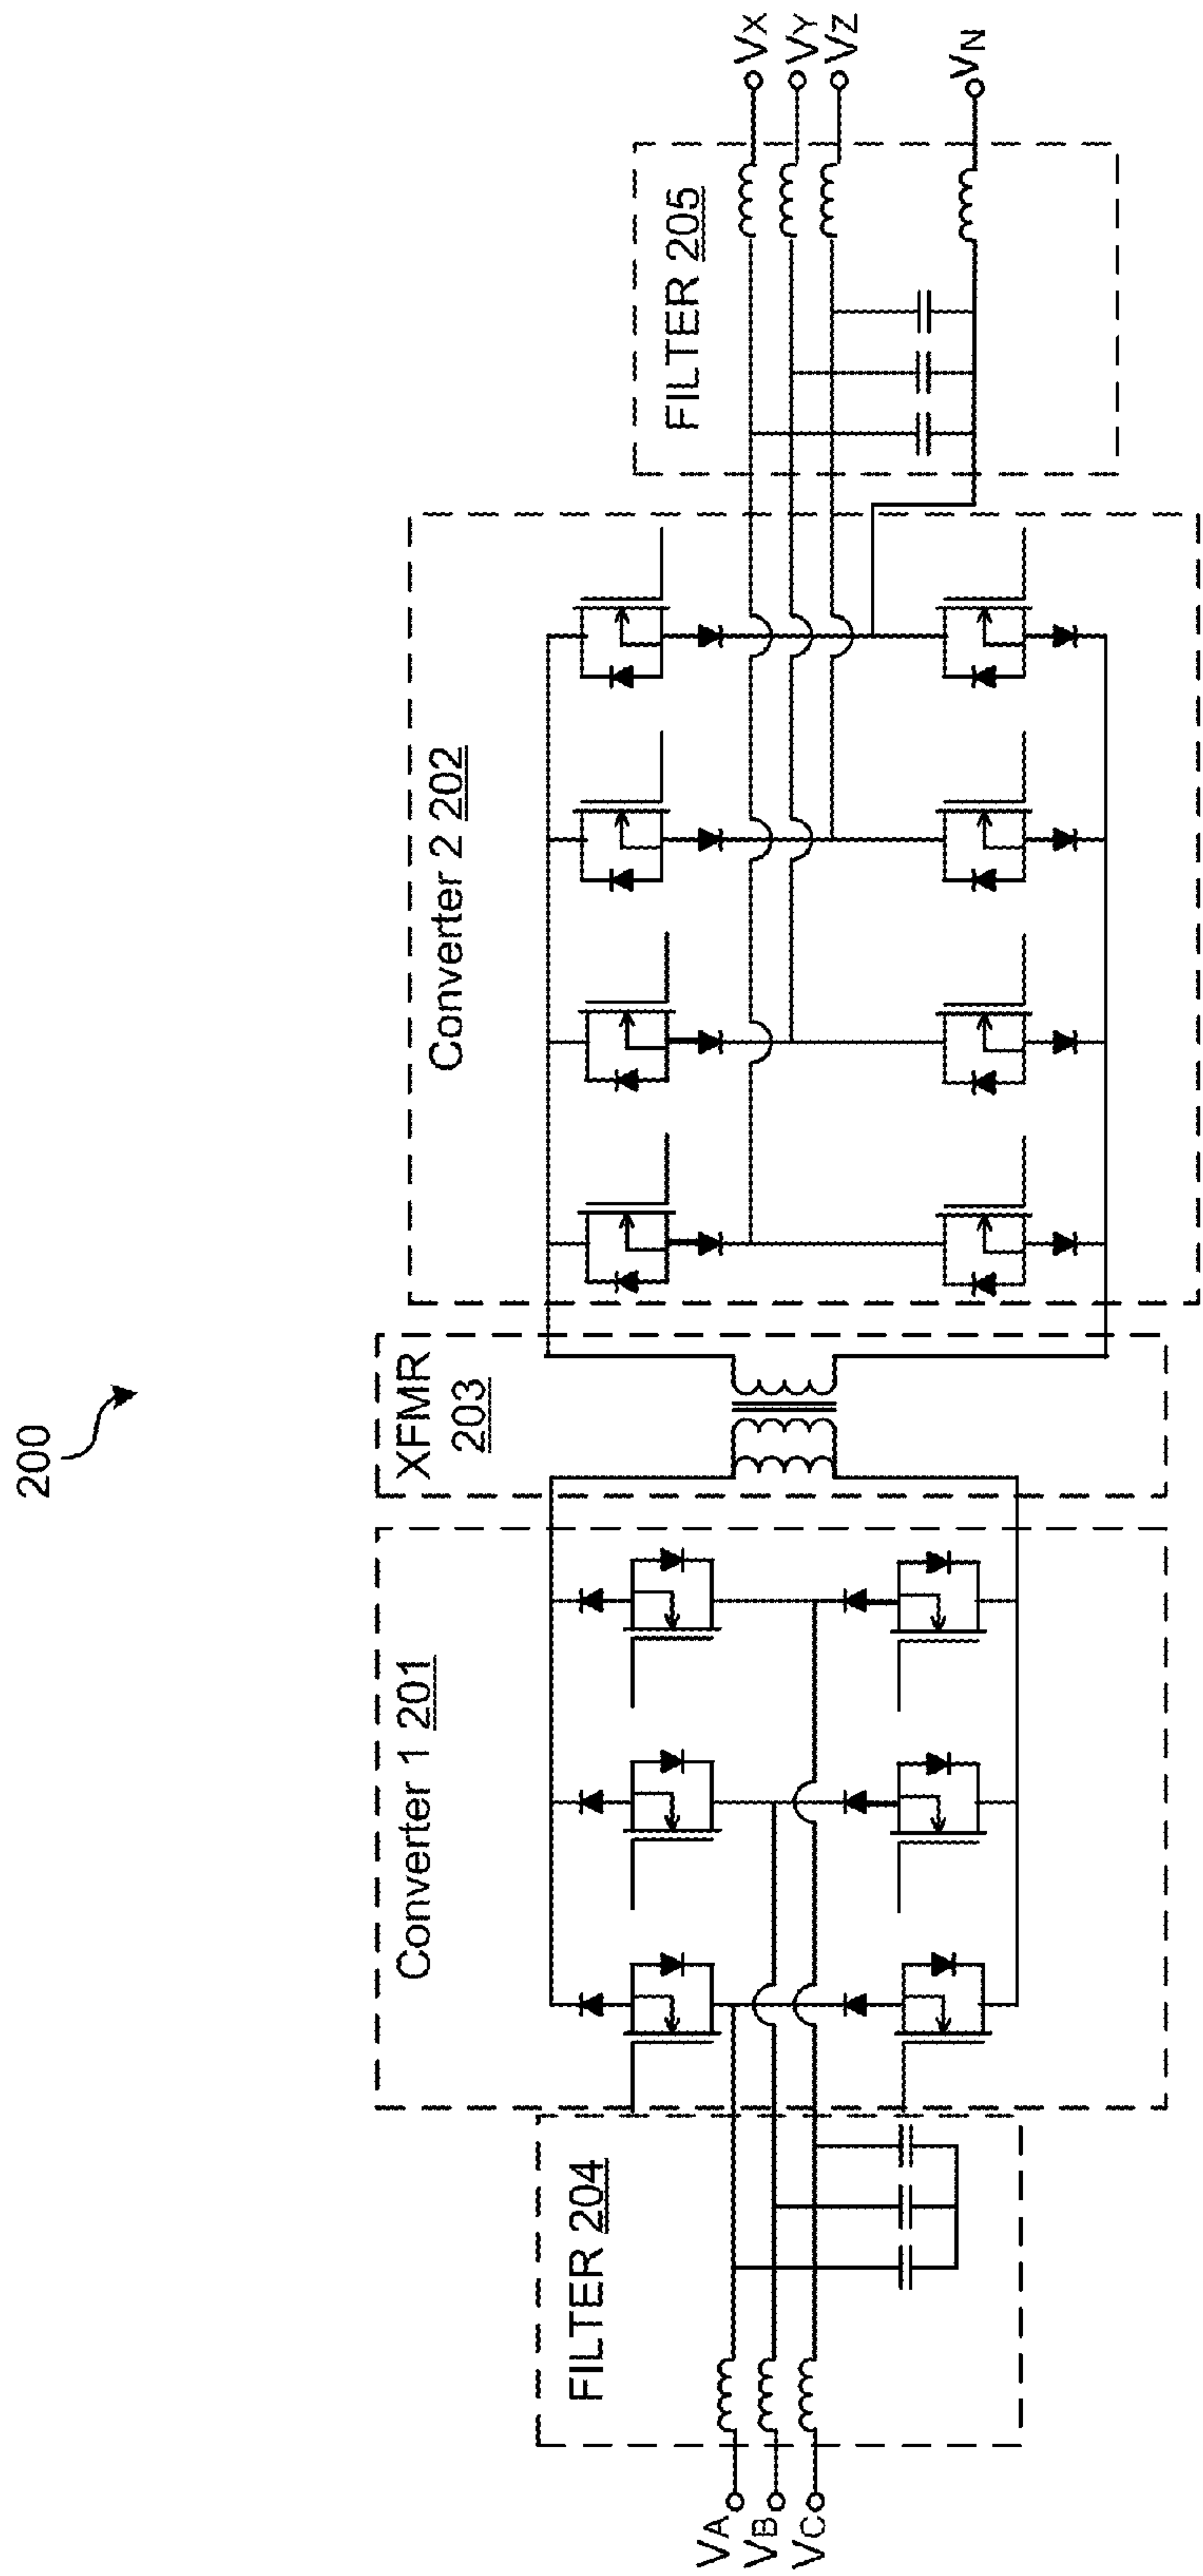 200
FILTER 204
Converter 1 201
XFMR
203
Converter 2 202
FILTER 205
VA
VB
VC
VX
VY
VZ
VN